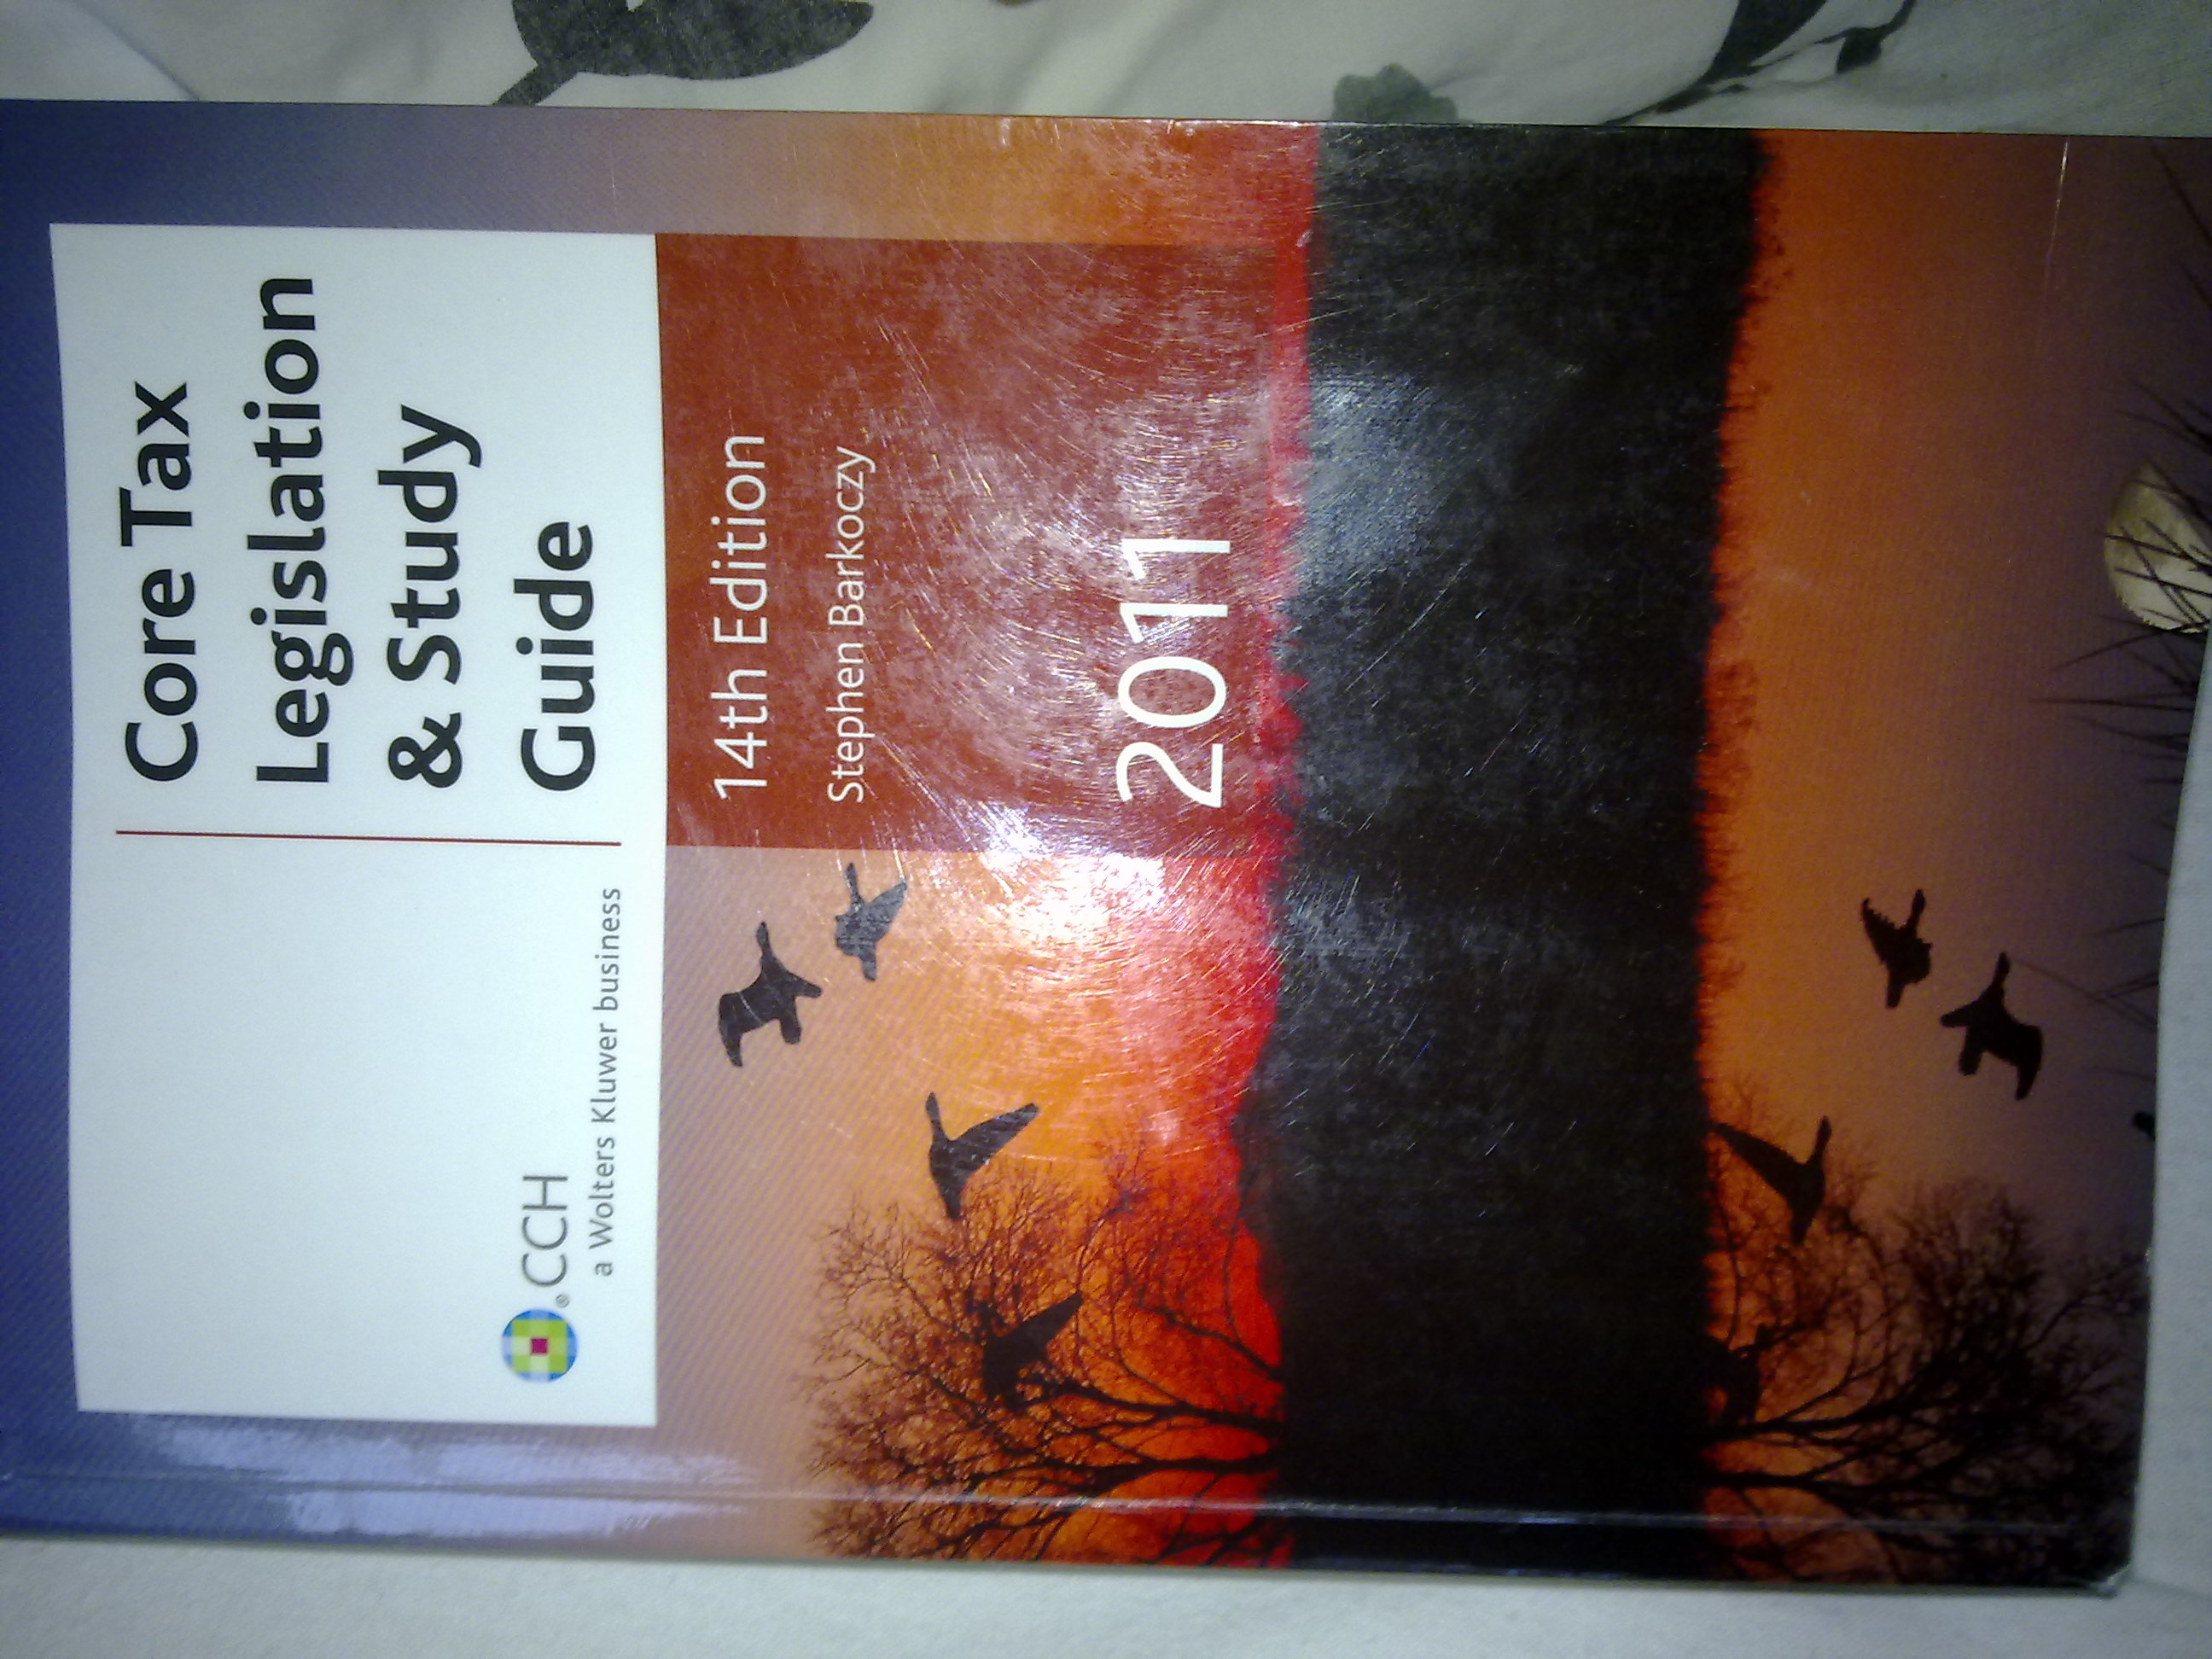 Core Tax
Legislation
& Study
Guide
CCH®
a Wolters Kluwer business
14th Edition
Stephen Barkoczy
2011